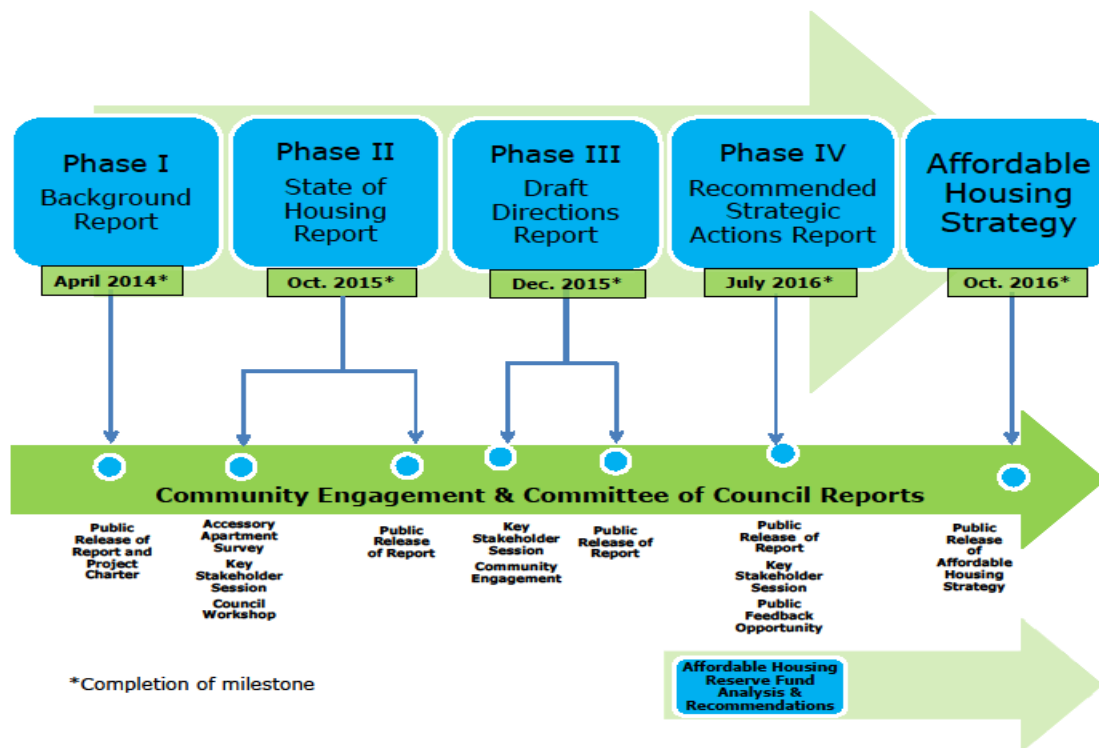 Phase I
Background
Report
April 2014*
Phase II
State of
Housing
Report
Oct. 2015*
Phase III
Draft
Directions
Report
Dec. 2015*
Phase IV
Recommended
Strategic
Actions Report
July 2016*
Affordable
Housing
Strategy
Oct. 2016*
Community Engagement & Committee of Council Reports
Public
Release of
Report and
Project
Charter
Accessory
Apartment
Survey
Key
Stakeholder
Session
Council
Workshop
Public
Release
of Report
Key
Stakeholder
Session
Community
Engagement
Public
Release of
Report
Public
Release of
Report
Key
Stakeholder
Session
Public
Feedback
Opportunity
Public
Release
of
Affordable
Housing
Strategy
*Completion of milestone
Affordable Housing
Reserve Fund
Analysis &
Recommendations